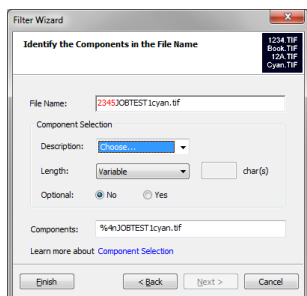 Filter Wizard
Identify the Components in the File Name
1234.TIF
Book.TIF
12A.TIF
Cyan.TIF
File Name: 2345JOBTEST1cyan.tif
Component Selection
Description: Choose...
Length: Variable char(s)
Optional: No Yes
Components: %4nJOBTEST1cyan.tif
Learn more about Component Selection
Finish < Back Next > Cancel